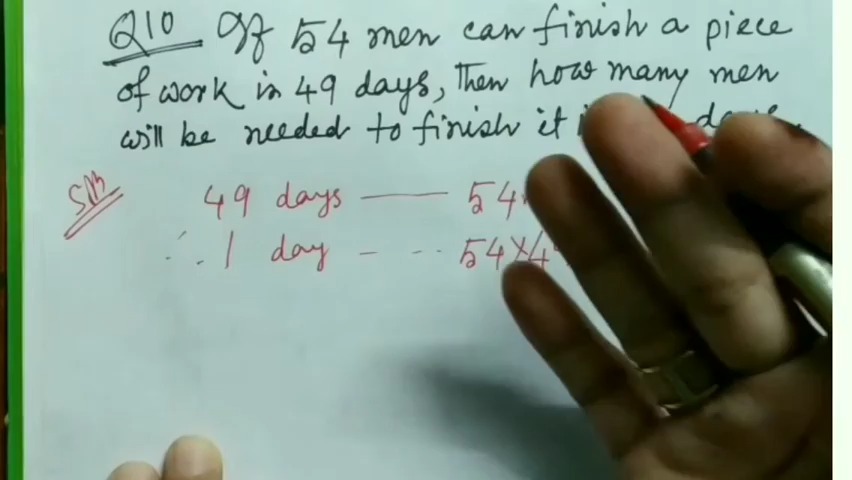 Q10 If 54 men can finish a piece
of work in 49 days, then how many men
will be needed to finish it
49 days — 54
∴ 1 day - -- 54×4